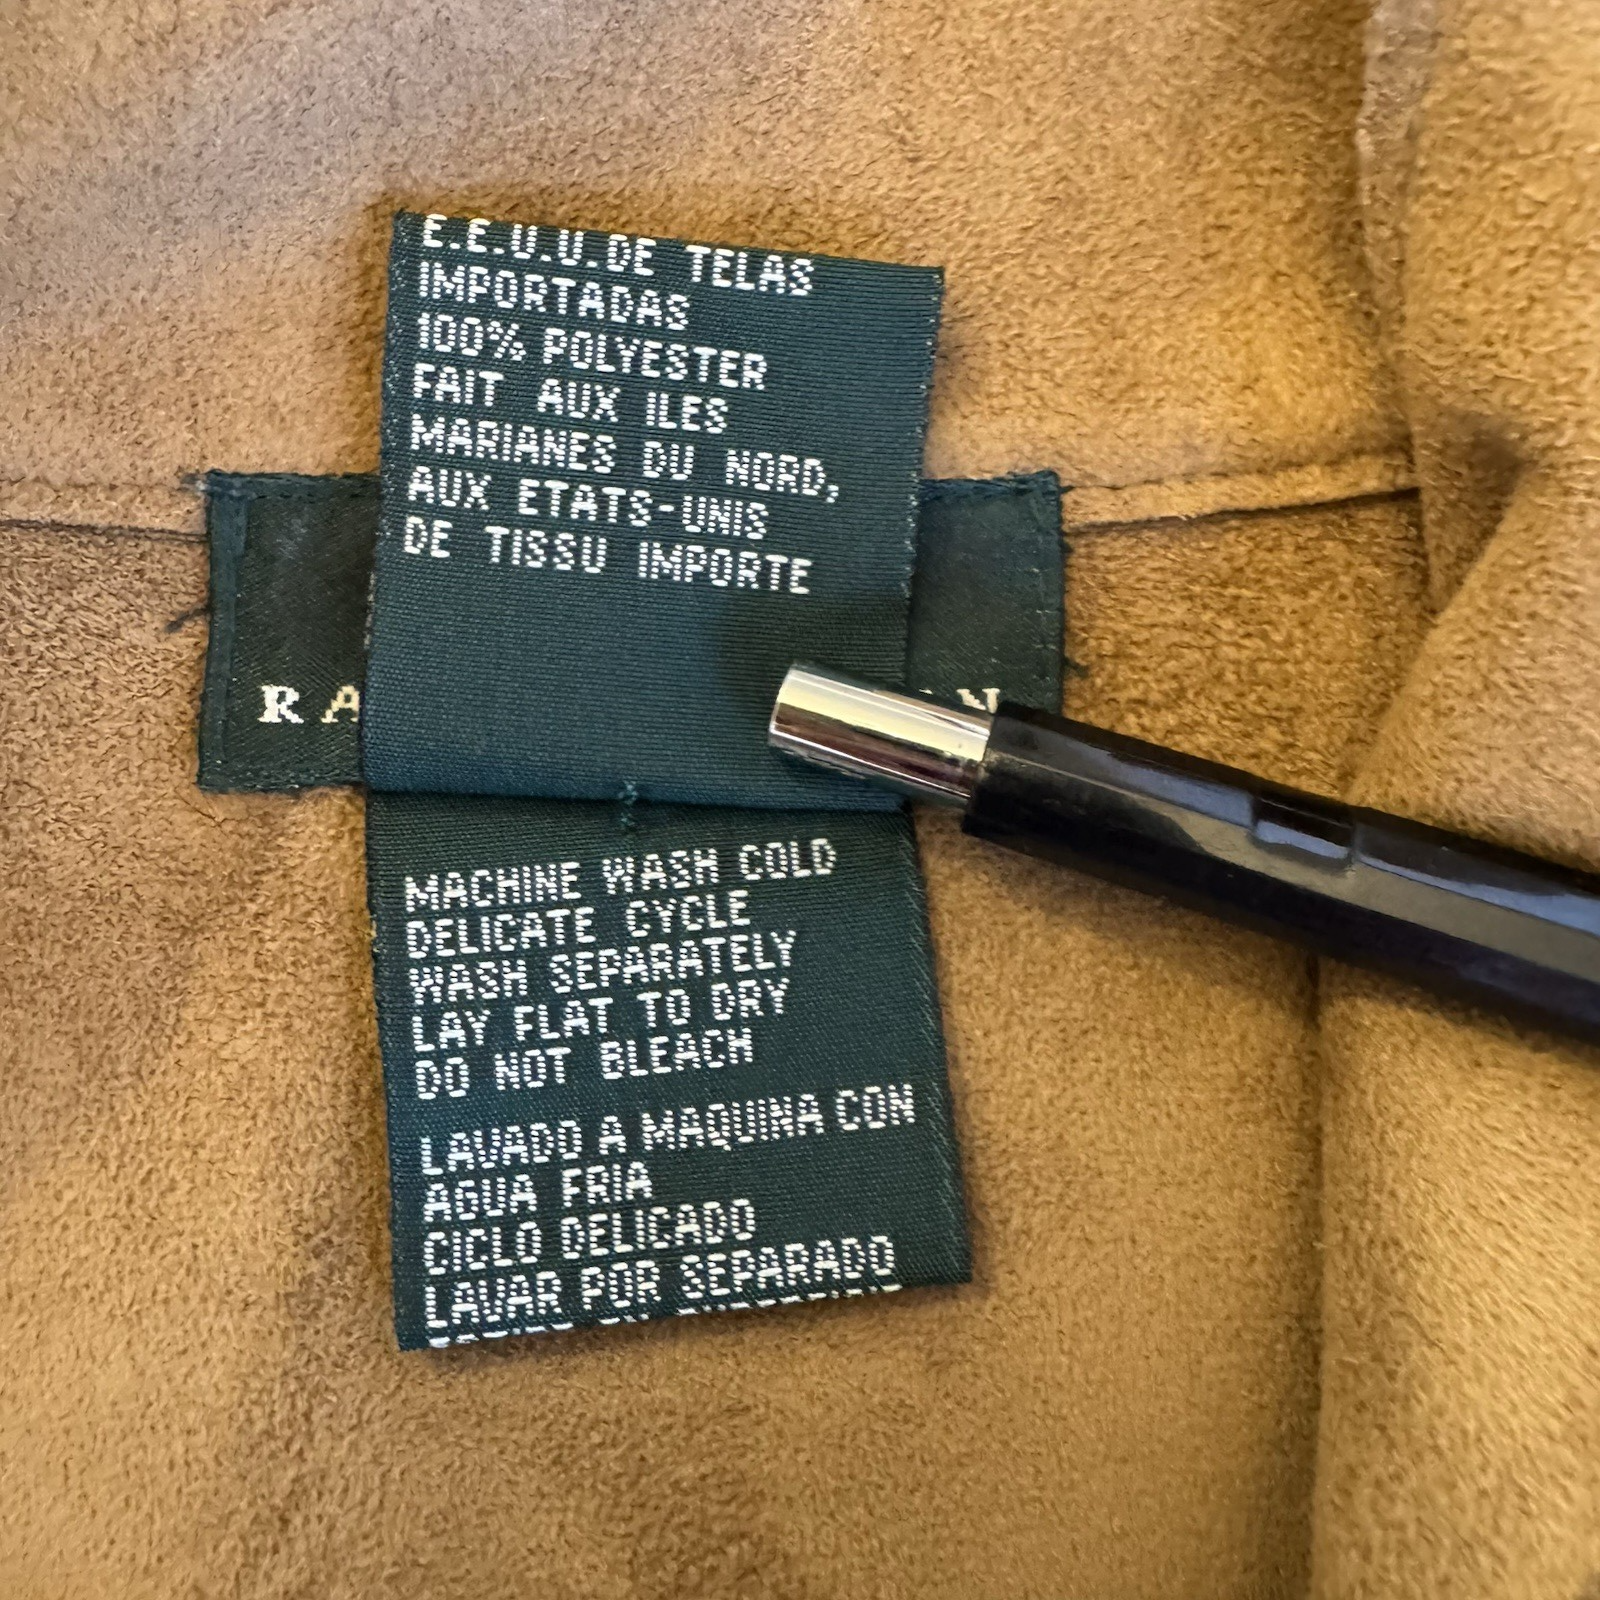 E.E.U.U.DE TELAS
IMPORTADAS
100% POLYESTER
FAIT AUX ILES
MARIANES DU NORD,
AUX ETATS-UNIS
DE TISSU IMPORTE
MACHINE WASH COLD
DELICATE CYCLE
WASH SEPARATELY
LAY FLAT TO DRY
DO NOT BLEACH
LAVADO A MAQUINA CON
AGUA FRIA
CICLO DELICADO
LAVAR POR SEPARADO